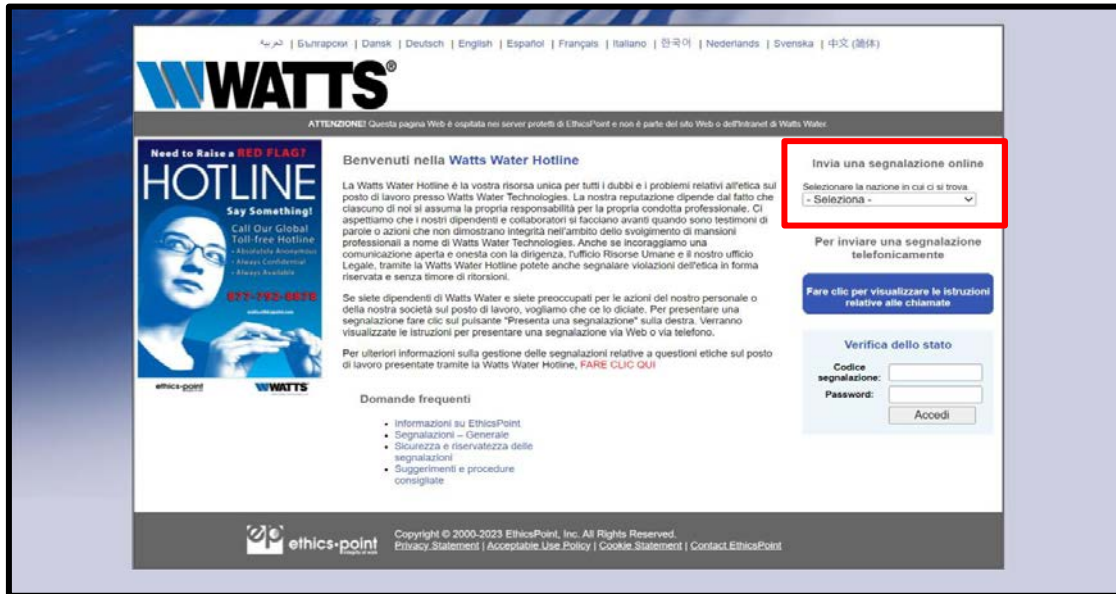 العربية | Български | Dansk | Deutsch | English | Español | Français | Italiano | 한국어 | Nederlands | Svenska | 中文 (简体)
WATTS®
ATTENZIONE! Questa pagina Web è ospitata nei server protetti di EthicsPoint e non è parte del sito Web o dell'Intranet di Watts Water.
Need to Raise a RED FLAG?
HOTLINE
Say Something!
Call Our Global
Toll-free Hotline
• Absolutely Anonymous
• Always Confidential
• Always Available
877-792-8878
ethics-point
WATTS
Benvenuti nella Watts Water Hotline
La Watts Water Hotline è la vostra risorsa unica per tutti i dubbi e i problemi relativi all'etica sul
posto di lavoro presso Watts Water Technologies. La nostra reputazione dipende dal fatto che
ciascuno di noi si assuma la propria responsabilità per la propria condotta professionale. Ci
aspettiamo che i nostri dipendenti e collaboratori si facciano avanti quando sono testimoni di
parole o azioni che non dimostrano integrità nell'ambito dello svolgimento di mansioni
professionali a nome di Watts Water Technologies. Anche se incoraggiamo una
comunicazione aperta e onesta con la dirigenza, l'ufficio Risorse Umane e il nostro ufficio
Legale, tramite la Watts Water Hotline potete anche segnalare violazioni dell'etica in forma
riservata e senza timore di ritorsioni.
Se siete dipendenti di Watts Water e siete preoccupati per le azioni del nostro personale o
della nostra società sul posto di lavoro, vogliamo che ce lo diciate. Per presentare una
segnalazione fare clic sul pulsante "Presenta una segnalazione" sulla destra. Verranno
visualizzate le istruzioni per presentare una segnalazione via Web o via telefono.
Per ulteriori informazioni sulla gestione delle segnalazioni relative a questioni etiche sul posto
di lavoro presentate tramite la Watts Water Hotline, FARE CLIC QUI
Domande frequenti
• Informazioni su EthicsPoint
• Segnalazioni – Generale
• Sicurezza e riservatezza delle
segnalazioni
• Suggerimenti e procedure
consigliate
Invia una segnalazione online
Selezionare la nazione in cui ci si trova.
- Seleziona -
Per inviare una segnalazione
telefonicamente
Fare clic per visualizzare le istruzioni
relative alle chiamate
Verifica dello stato
Codice
segnalazione:
Password:
Accedi
ep ethics-point
integrity at work
Copyright © 2000-2023 EthicsPoint, Inc. All Rights Reserved.
Privacy Statement | Acceptable Use Policy | Cookie Statement | Contact EthicsPoint